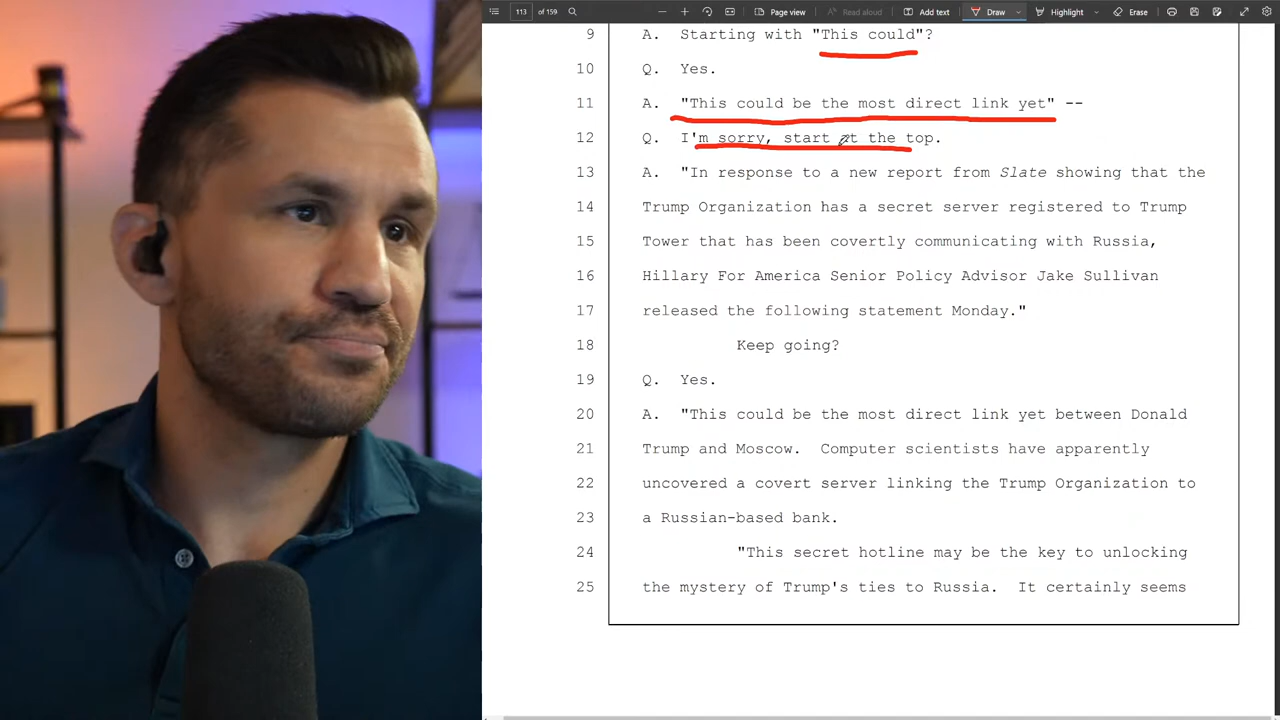 113 of 159 Page view Read aloud Add text Draw Highlight Erase
9 A. Starting with "This could"?
10 Q. Yes.
11 A. "This could be the most direct link yet" --
12 Q. I'm sorry, start at the top.
13 A. "In response to a new report from Slate showing that the
14 Trump Organization has a secret server registered to Trump
15 Tower that has been covertly communicating with Russia,
16 Hillary For America Senior Policy Advisor Jake Sullivan
17 released the following statement Monday."
18 Keep going?
19 Q. Yes.
20 A. "This could be the most direct link yet between Donald
21 Trump and Moscow. Computer scientists have apparently
22 uncovered a covert server linking the Trump Organization to
23 a Russian-based bank.
24 "This secret hotline may be the key to unlocking
25 the mystery of Trump's ties to Russia. It certainly seems